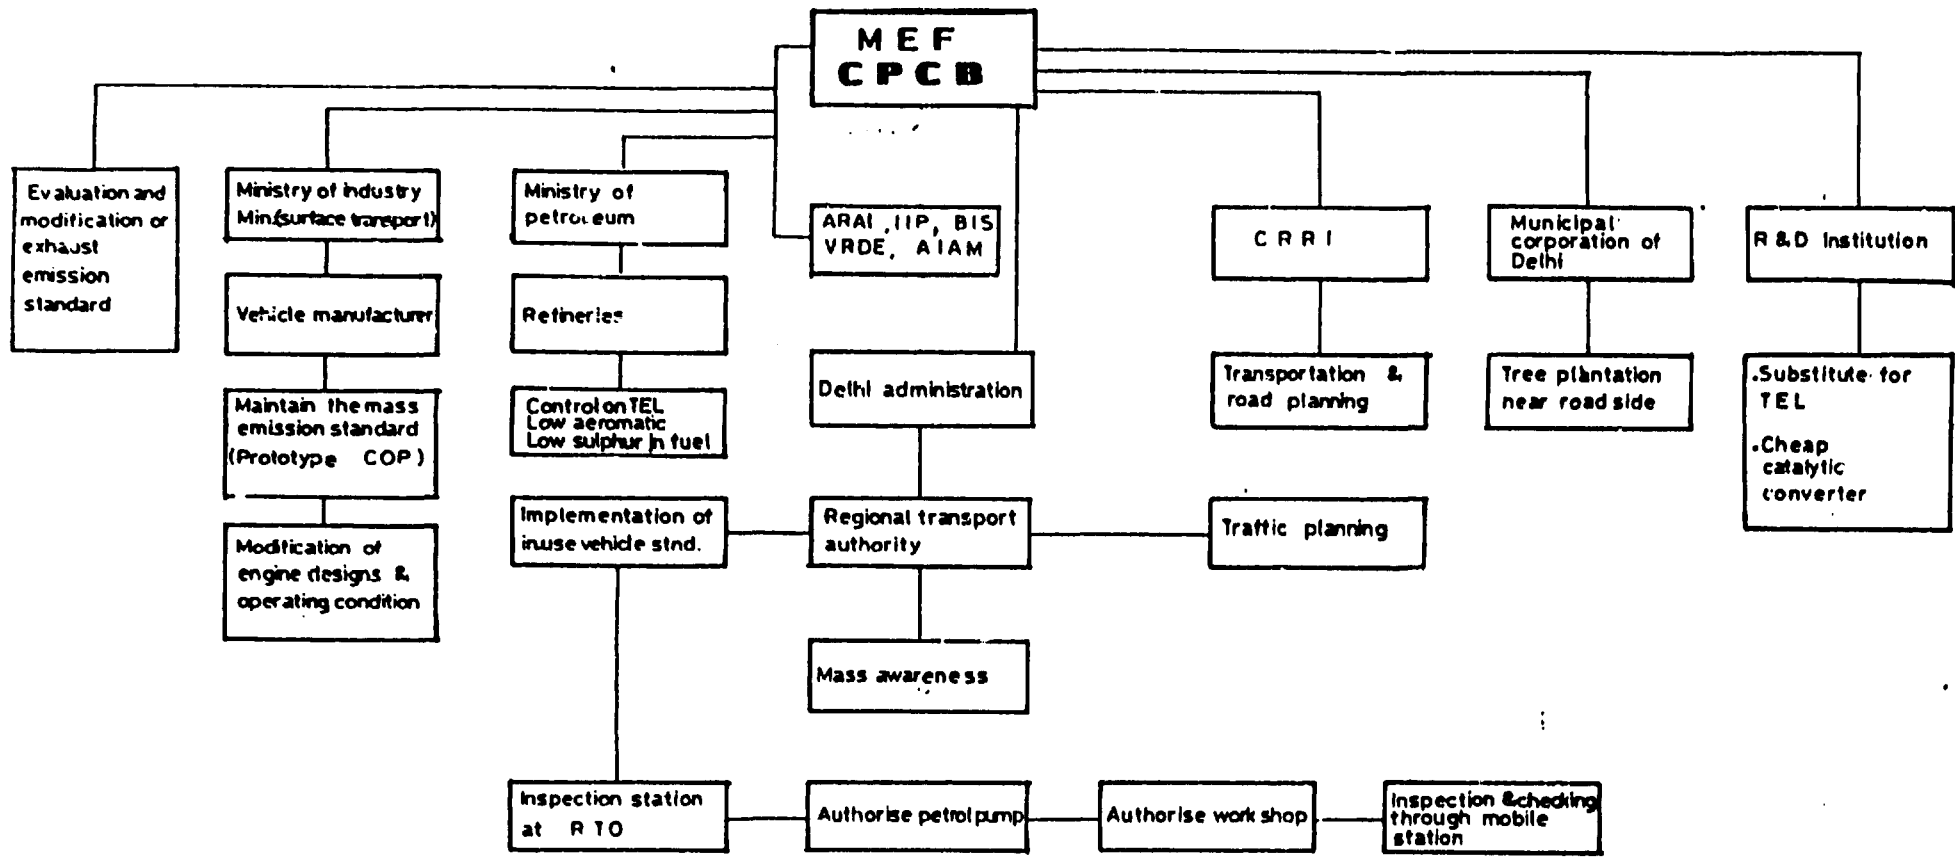 MEF
CPCB
Evaluation and
modification or
exhaust
emission
standard
Ministry of industry
Min.(surface transport)
Vehicle manufacturer
Maintain the mass
emission standard
(Prototype COP)
Modification of
engine designs &
operating condition
Ministry of
petroleum
Refineries
Control on TEL
Low aeromatic
Low sulphur in fuel
ARAI, IIP, BIS
VRDE, AIAM
Delhi administration
CRRI
Transportation &
road planning
Municipal
corporation of
Delhi
Tree plantation
near road side
R & D Institution
.Substitute for
TEL
.Cheap
catalytic
converter
Implementation of
inuse vehicle stnd.
Regional transport
authority
Traffic planning
Mass awareness
Inspection station
at RTO
Authorise petrol pump
Authorise work shop
Inspection & checking
through mobile
station